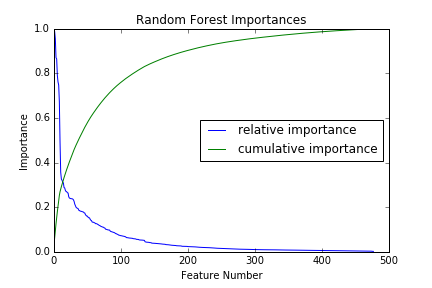 Random Forest Importances
1.0
0.8
0.6
0.4
0.2
0.0
Importance
relative importance
cumulative importance
0
100
200
300
400
500
Feature Number